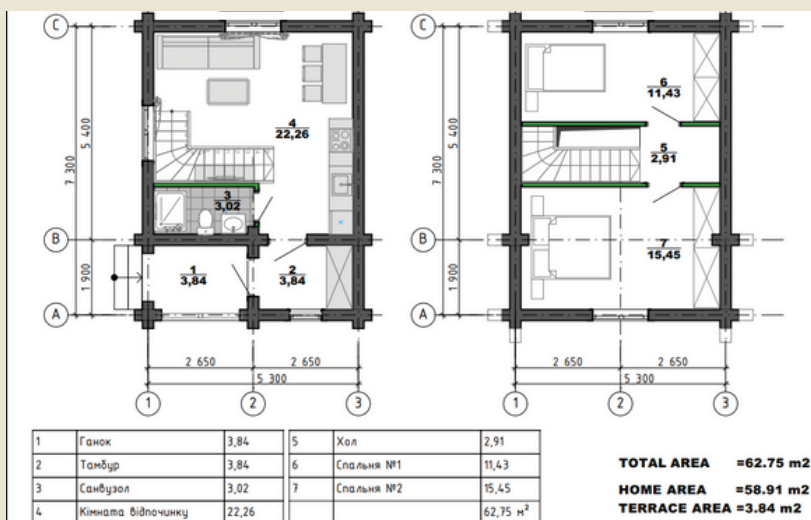 C
C
4
22,26
6
11,43
5
2,91
3
3,02
5 400
7 300
5 400
7 300
B
B
1
3,84
2
3,84
7
15,45
1 900
1 900
A
A
2 650
2 650
2 650
2 650
5 300
5 300
1
2
3
1
2
3
1 Ганок 3,84 5 Хол 2,91
2 Тамбур 3,84 6 Спальня №1 11,43
3 Санвузол 3,02 7 Спальня №2 15,45
4 Кімната відпочинку 22,26 62,75 м²
TOTAL AREA =62.75 m2
HOME AREA =58.91 m2
TERRACE AREA =3.84 m2